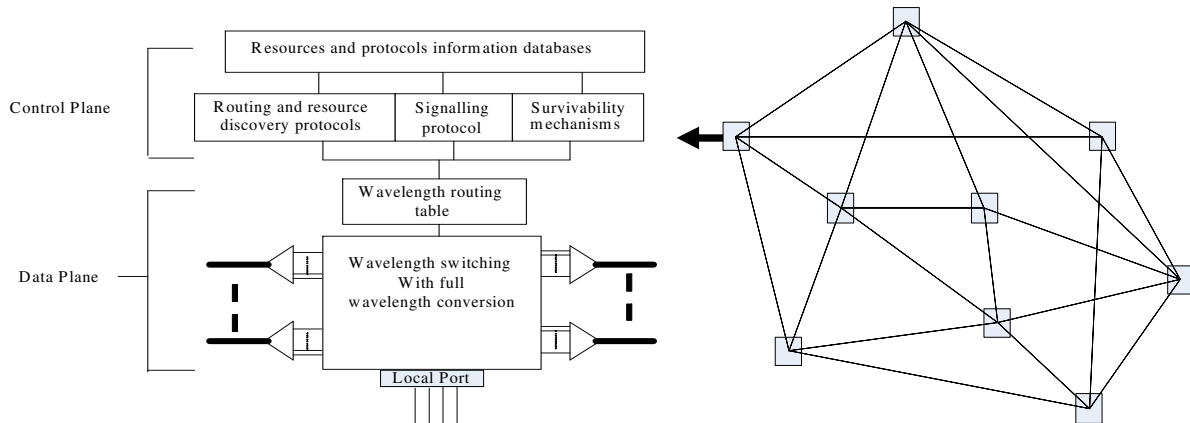 Resources and protocols information databases
Control Plane
Routing and resource
discovery protocols
Signalling
protocol
Survivability
mechanisms
Wavelength routing
table
Data Plane
Wavelength switching
With full
wavelength conversion
Local Port